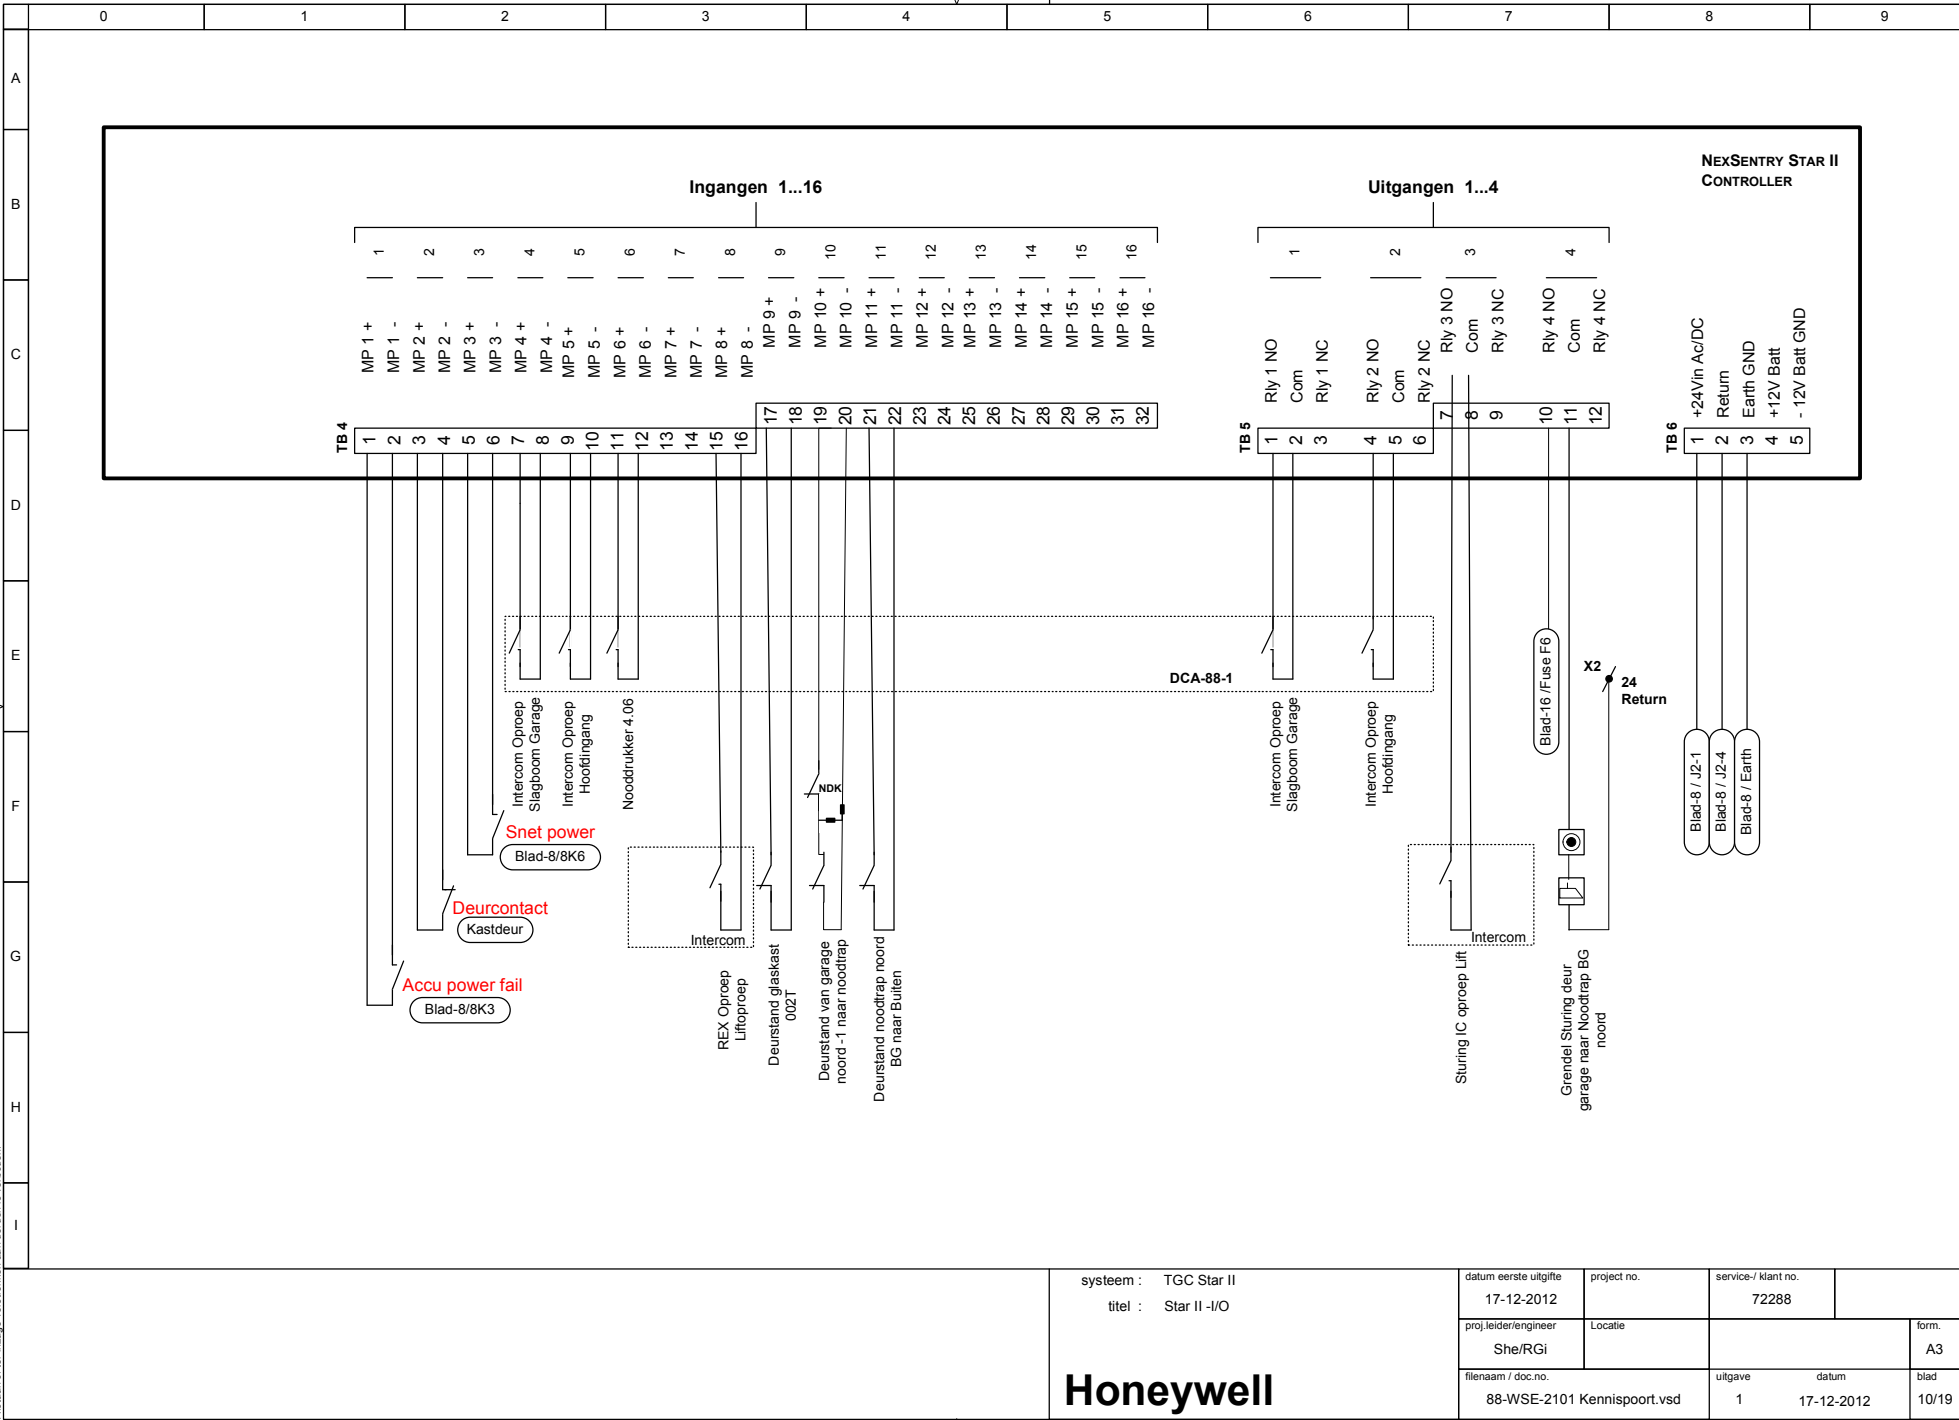 0 1 2 3 4 5 6 7 8 9
A
B
C
D
E
F
G
H
I
NEXSENTRY STAR II
CONTROLLER
Ingangen 1...16
Uitgangen 1...4
1 2 3 4 5 6 7 8 9 10 11 12 13 14 15 16
1 2 3 4
MP 1 +
MP 1 -
MP 2 +
MP 2 -
MP 3 +
MP 3 -
MP 4 +
MP 4 -
MP 5 +
MP 5 -
MP 6 +
MP 6 -
MP 7 +
MP 7 -
MP 8 +
MP 8 -
MP 9 +
MP 9 -
MP 10 +
MP 10 -
MP 11 +
MP 11 -
MP 12 +
MP 12 -
MP 13 +
MP 13 -
MP 14 +
MP 14 -
MP 15 +
MP 15 -
MP 16 +
MP 16 -
Rly 1 NO
Com
Rly 1 NC
Rly 2 NO
Com
Rly 2 NC
Rly 3 NO
Com
Rly 3 NC
Rly 4 NO
Com
Rly 4 NC
+24Vin Ac/DC
Return
Earth GND
+12V Batt
- 12V Batt GND
TB 4
1 2 3 4 5 6 7 8 9 10 11 12 13 14 15 16 17 18 19 20 21 22 23 24 25 26 27 28 29 30 31 32
TB 5
1 2 3 4 5 6 7 8 9 10 11 12
TB 6
1 2 3 4 5
DCA-88-1
Intercom Oproep
Slagboom Garage
Intercom Oproep
Hoofdingang
Nooddrukker 4.06
Intercom Oproep
Slagboom Garage
Intercom Oproep
Hoofdingang
Blad-16 /Fuse F6
X2
24
Return
Blad-8 / J2-1
Blad-8 / J2-4
Blad-8 / Earth
NDK
Snet power
Blad-8/8K6
Deurcontact
Kastdeur
Accu power fail
Blad-8/8K3
Intercom
REX Oproep
Liftoproep
Deurstand glaskast
002T
Deurstand van garage
noord -1 naar noodtrap
Deurstand noodtrap noord
BG naar Buiten
Intercom
Sturing IC oproep Lift
Grendel Sturing deur
garage naar Noodtrap BG
noord
systeem : TGC Star II
titel : Star II -I/O
Honeywell
datum eerste uitgifte
17-12-2012
project no.
service-/ klant no.
72288
proj.leider/engineer
She/RGi
Locatie
form.
A3
filenaam / doc.no.
88-WSE-2101 Kennispoort.vsd
uitgave
1
datum
17-12-2012
blad
10/19